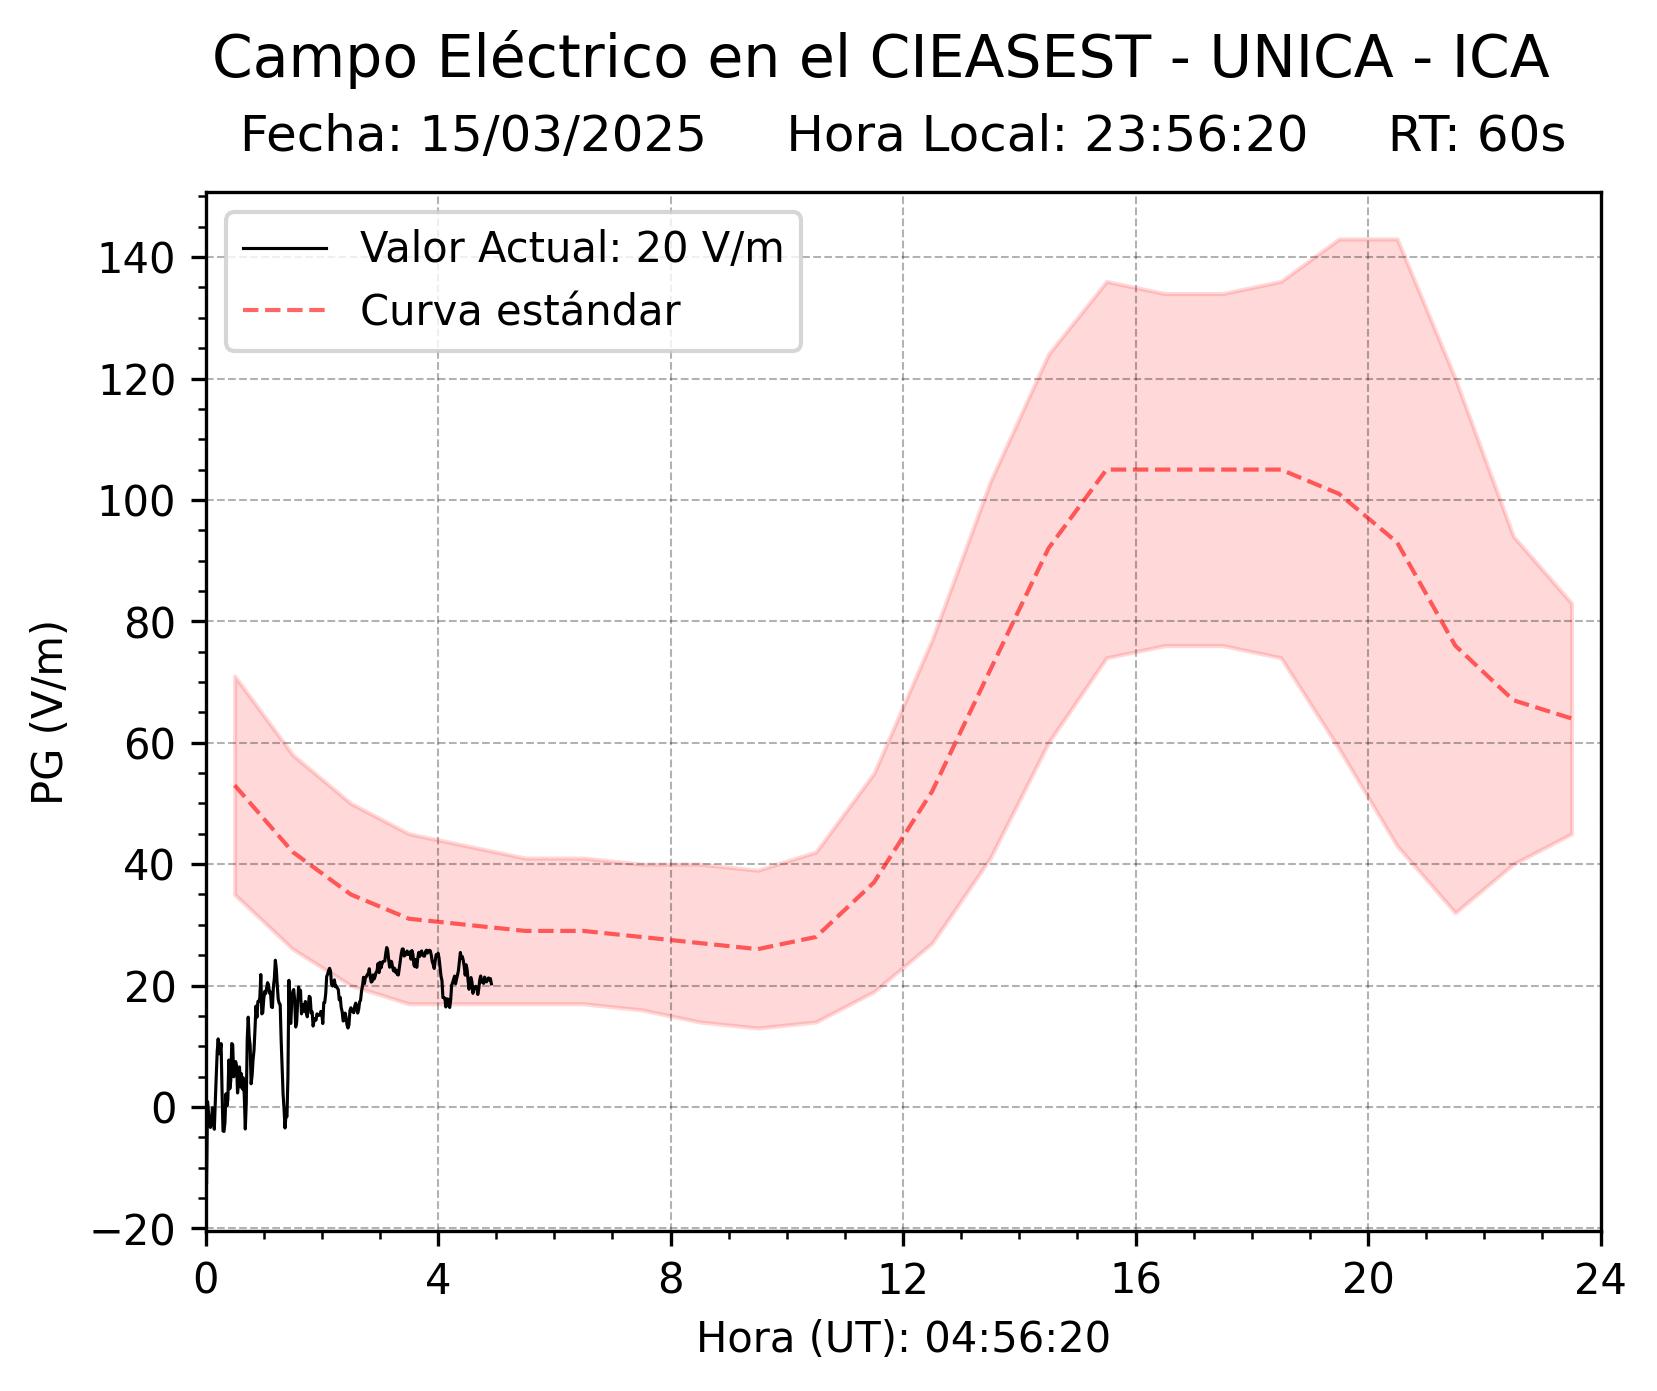 Campo Eléctrico en el CIEASEST - UNICA - ICA
Fecha: 15/03/2025 Hora Local: 23:56:20 RT: 60s
Valor Actual: 20 V/m
Curva estándar
PG (V/m)
140
120
100
80
60
40
20
0
−20
0 4 8 12 16 20 24
Hora (UT): 04:56:20